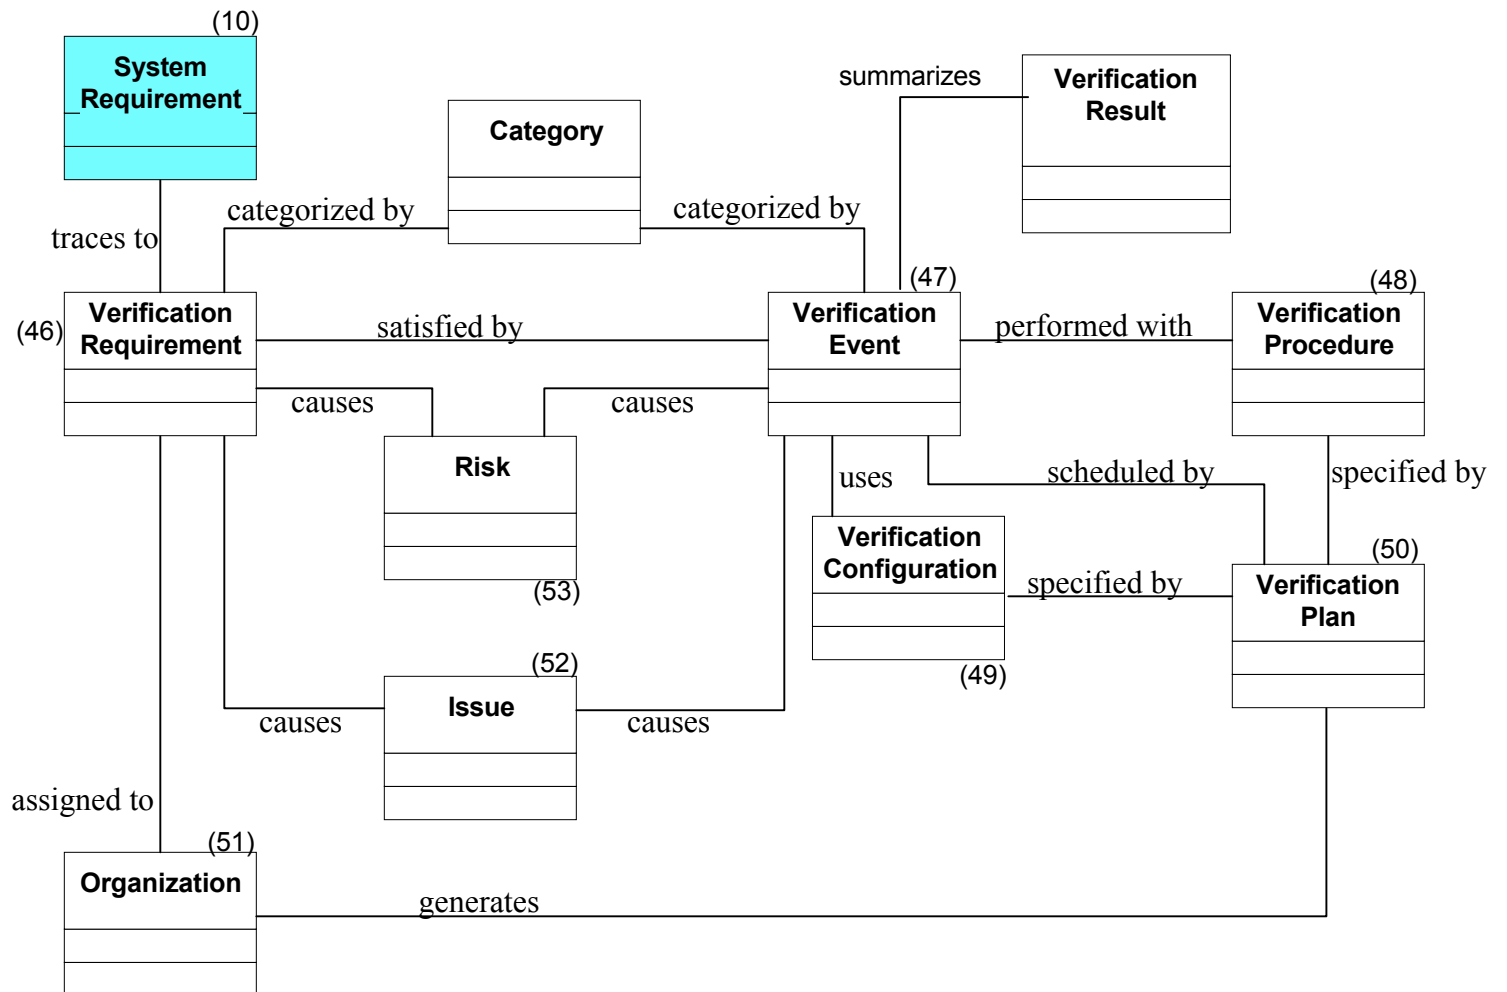 (10)
System
Requirement
summarizes
Verification
Result
Category
categorized by
categorized by
traces to
(46)
Verification
Requirement
satisfied by
(47)
Verification
Event
performed with
(48)
Verification
Procedure
causes
causes
Risk
(53)
uses
scheduled by
specified by
Verification
Configuration
(49)
specified by
(50)
Verification
Plan
(52)
Issue
causes
causes
assigned to
(51)
Organization
generates